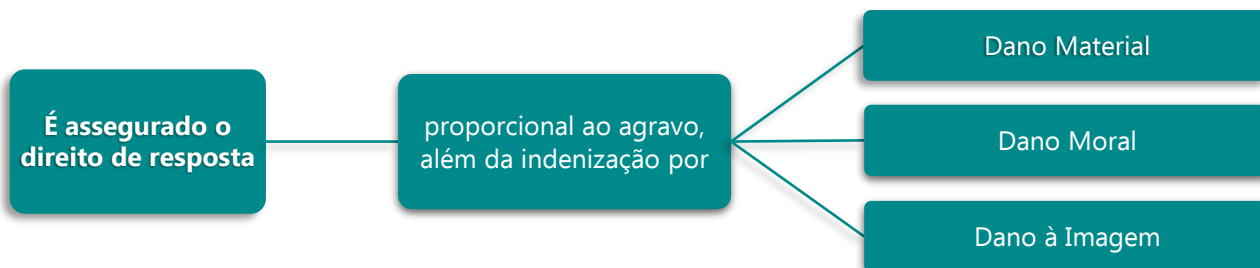 É assegurado o
direito de resposta
proporcional ao agravo,
além da indenização por
Dano Material
Dano Moral
Dano à Imagem